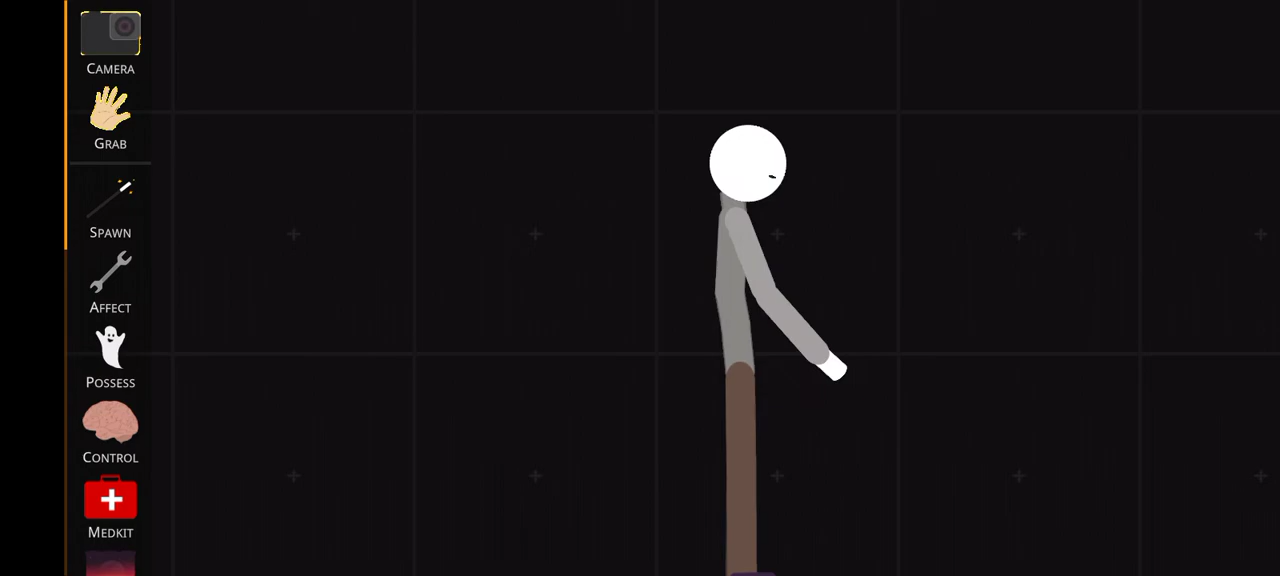 CAMERA
GRAB
SPAWN
AFFECT
POSSESS
CONTROL
MEDKIT